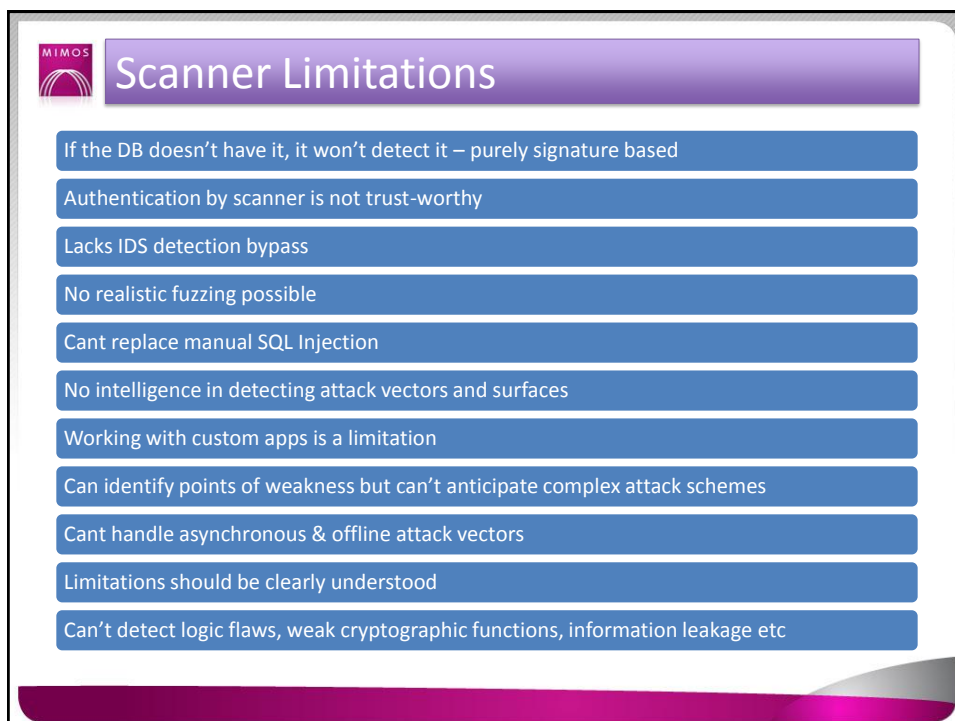 MIMOS
Scanner Limitations
If the DB doesn’t have it, it won’t detect it – purely signature based
Authentication by scanner is not trust-worthy
Lacks IDS detection bypass
No realistic fuzzing possible
Cant replace manual SQL Injection
No intelligence in detecting attack vectors and surfaces
Working with custom apps is a limitation
Can identify points of weakness but can’t anticipate complex attack schemes
Cant handle asynchronous & offline attack vectors
Limitations should be clearly understood
Can’t detect logic flaws, weak cryptographic functions, information leakage etc